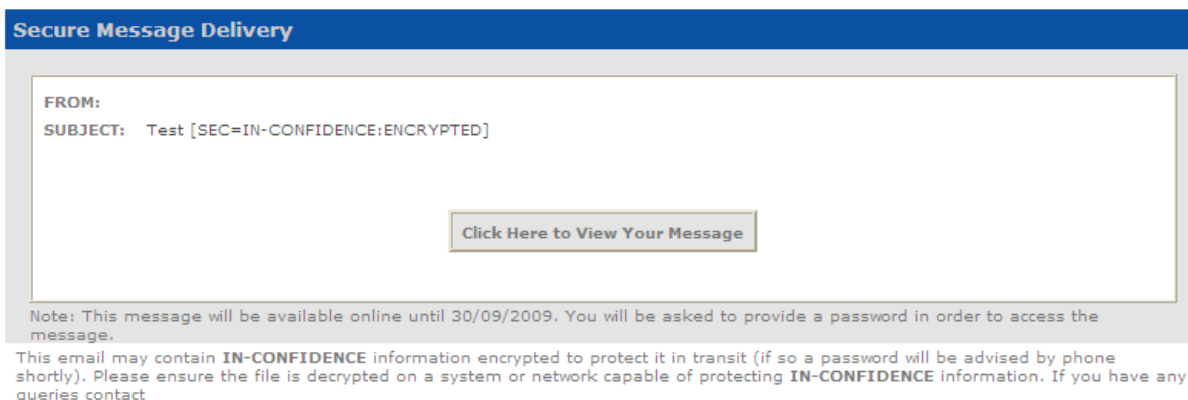 Secure Message Delivery
FROM:
SUBJECT: Test [SEC=IN-CONFIDENCE:ENCRYPTED]
Click Here to View Your Message
Note: This message will be available online until 30/09/2009. You will be asked to provide a password in order to access the
message.
This email may contain IN-CONFIDENCE information encrypted to protect it in transit (if so a password will be advised by phone
shortly). Please ensure the file is decrypted on a system or network capable of protecting IN-CONFIDENCE information. If you have any
queries contact